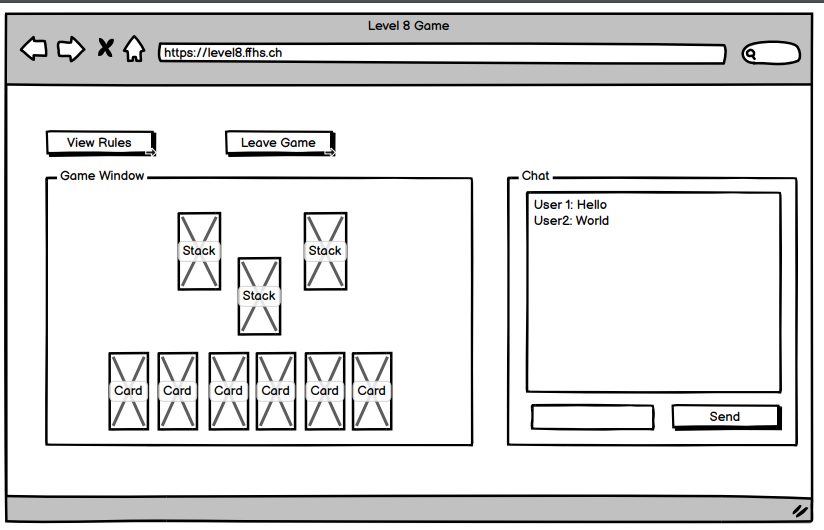 Level 8 Game
https://level8.ffhs.ch
View Rules
Leave Game
Game Window
Stack
Stack
Stack
Card Card Card Card Card Card
Chat
User 1: Hello
User2: World
Send